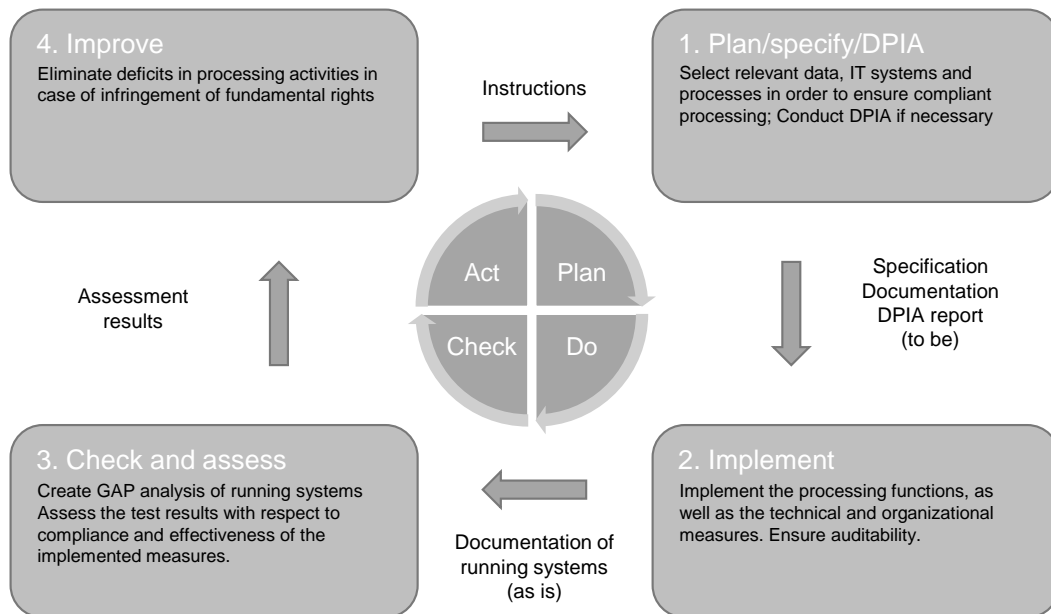 4. Improve
Eliminate deficits in processing activities in
case of infringement of fundamental rights
Instructions
1. Plan/specify/DPIA
Select relevant data, IT systems and
processes in order to ensure compliant
processing; Conduct DPIA if necessary
Act
Plan
Check
Do
Assessment
results
Specification
Documentation
DPIA report
(to be)
3. Check and assess
Create GAP analysis of running systems
Assess the test results with respect to
compliance and effectiveness of the
implemented measures.
Documentation of
running systems
(as is)
2. Implement
Implement the processing functions, as
well as the technical and organizational
measures. Ensure auditability.